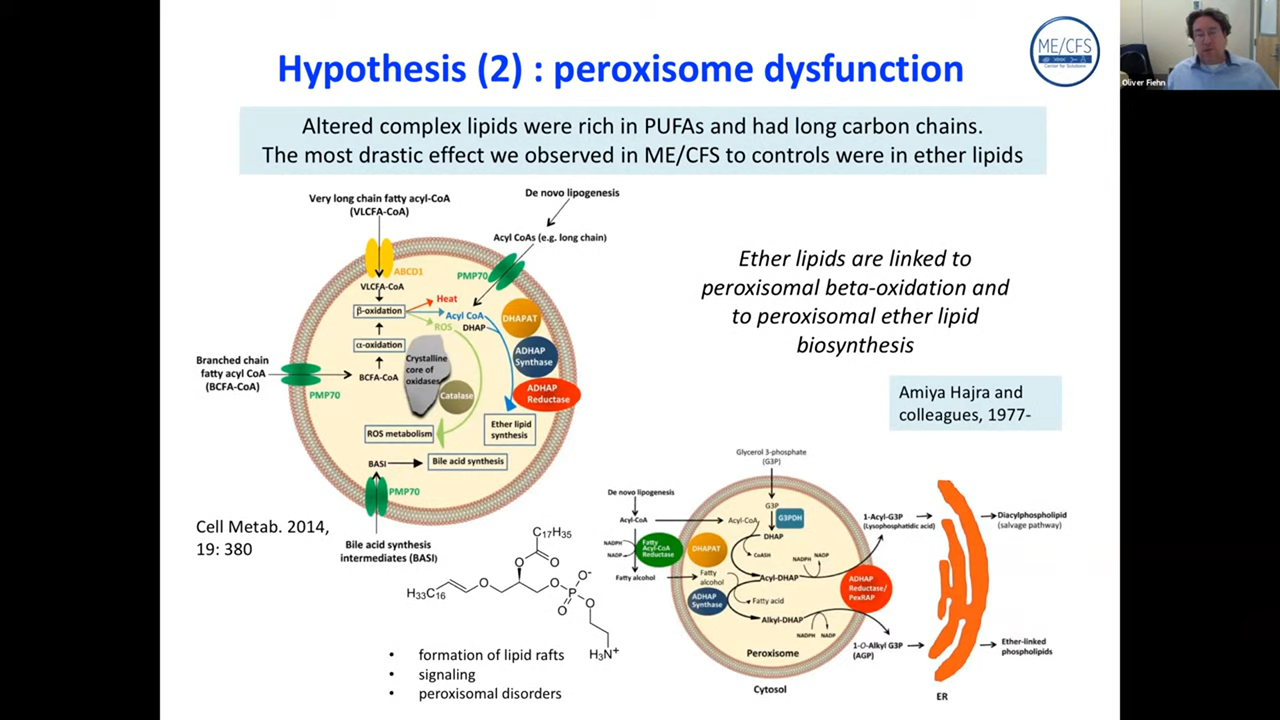 Hypothesis (2) : peroxisome dysfunction
ME/CFS
Center for Solutions
Oliver Fiehn
Altered complex lipids were rich in PUFAs and had long carbon chains.
The most drastic effect we observed in ME/CFS to controls were in ether lipids
Very long chain fatty acyl-CoA
(VLCFA-CoA)
De novo lipogenesis
Acyl CoAs (e.g. long chain)
ABCD1
PMP70
VLCFA-CoA
β-oxidation
Heat
Acyl CoA
ROS
DHAP
DHAPAT
α-oxidation
Crystalline
core of
oxidases
ADHAP
Synthase
Branched chain
fatty acyl CoA
(BCFA-CoA)
BCFA-CoA
PMP70
Catalase
ADHAP
Reductase
ROS metabolism
Ether lipid
synthesis
BASI
Bile acid synthesis
PMP70
Bile acid synthesis
intermediates (BASI)
Cell Metab. 2014,
19: 380
Ether lipids are linked to
peroxisomal beta-oxidation and
to peroxisomal ether lipid
biosynthesis
Amiya Hajra and
colleagues, 1977-
C17H35
O
O
H33C16
O
O
O-
P
O
O
H3N+
• formation of lipid rafts
• signaling
• peroxisomal disorders
Glycerol 3-phosphate
(G3P)
De novo lipogenesis
G3P
G3PDH
Acyl-CoA
Acyl-CoA
DHAP
1-Acyl-G3P
(Lysophosphatidic acid)
Diacylphospholipid
(salvage pathway)
NADPH
NADP
Fatty
Acyl-CoA
Reductase
DHAPAT
CoASH
NADPH
NADP
Fatty alcohol
Fatty
alcohol
Acyl-DHAP
ADHAP
Reductase/
PexRAP
ADHAP
Synthase
Fatty acid
Alkyl-DHAP
NADPH
NADP
1-O-Alkyl G3P
(AGP)
Ether-linked
phospholipids
Peroxisome
Cytosol
ER